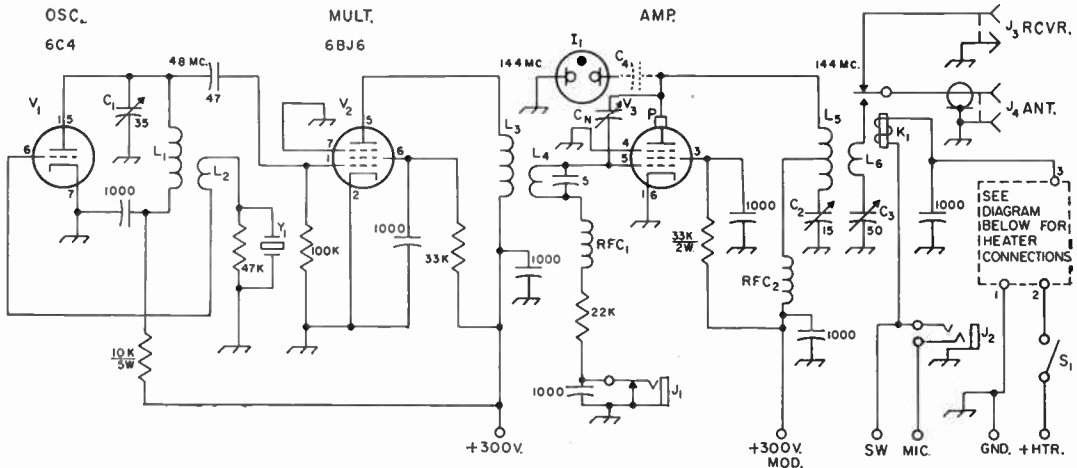 OSC.
6C4
MULT.
6BJ6
AMP.
48 MC.
47
V1
C1
35
1 5
6
7
L1
L2
1000
47K
Y1
10K
5W
V2
5
7
1
6
2
100K
1000
33K
L3
1000
+300V.
144 MC
I1
C4
CN
V3
P
4
5
3
1 6
L4
5
RFC1
22K
1000
J1
33K
2W
1000
RFC2
1000
+300V.
MOD.
144 MC.
L5
C2
15
L6
C3
50
K1
J3 RCVR.
J4 ANT.
1000
3
SEE
DIAGRAM
BELOW FOR
HEATER
CONNECTIONS
1
2
J2
S1
SW
MIC.
GND.
+HTR.